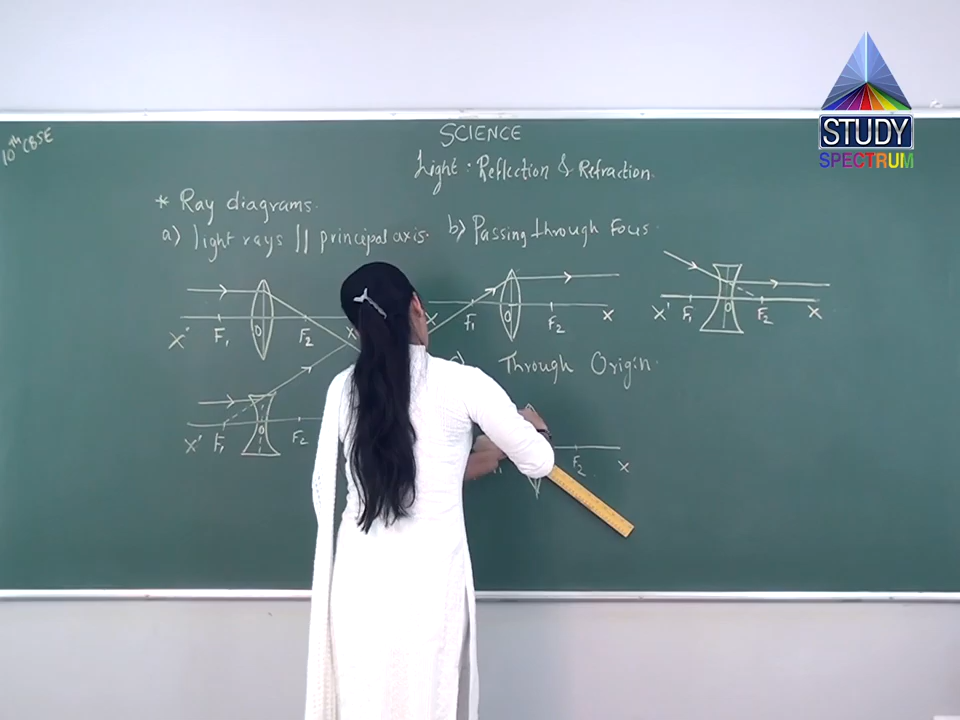 10th CBSE
STUDY
SPECTRUM
SCIENCE
Light : Reflection & Refraction.
* Ray diagrams.
a) light rays || principal axis.
b) Passing through Focus
X' F₁ O F₂ X
X F₁ O F₂ X
X' F₁ O F₂ X
Through Origin
X' F₁ O F₂
F₂ X